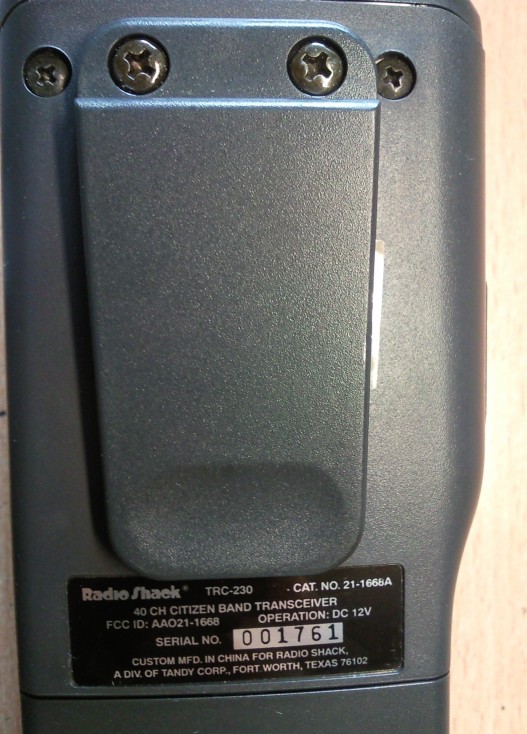 Radio Shack® TRC-230 - CAT. NO. 21-1668A
40 CH CITIZEN BAND TRANSCEIVER
FCC ID: AAO21-1668 OPERATION: DC 12V
SERIAL NO. 001761
CUSTOM MFD. IN CHINA FOR RADIO SHACK,
A DIV. OF TANDY CORP., FORT WORTH, TEXAS 76102